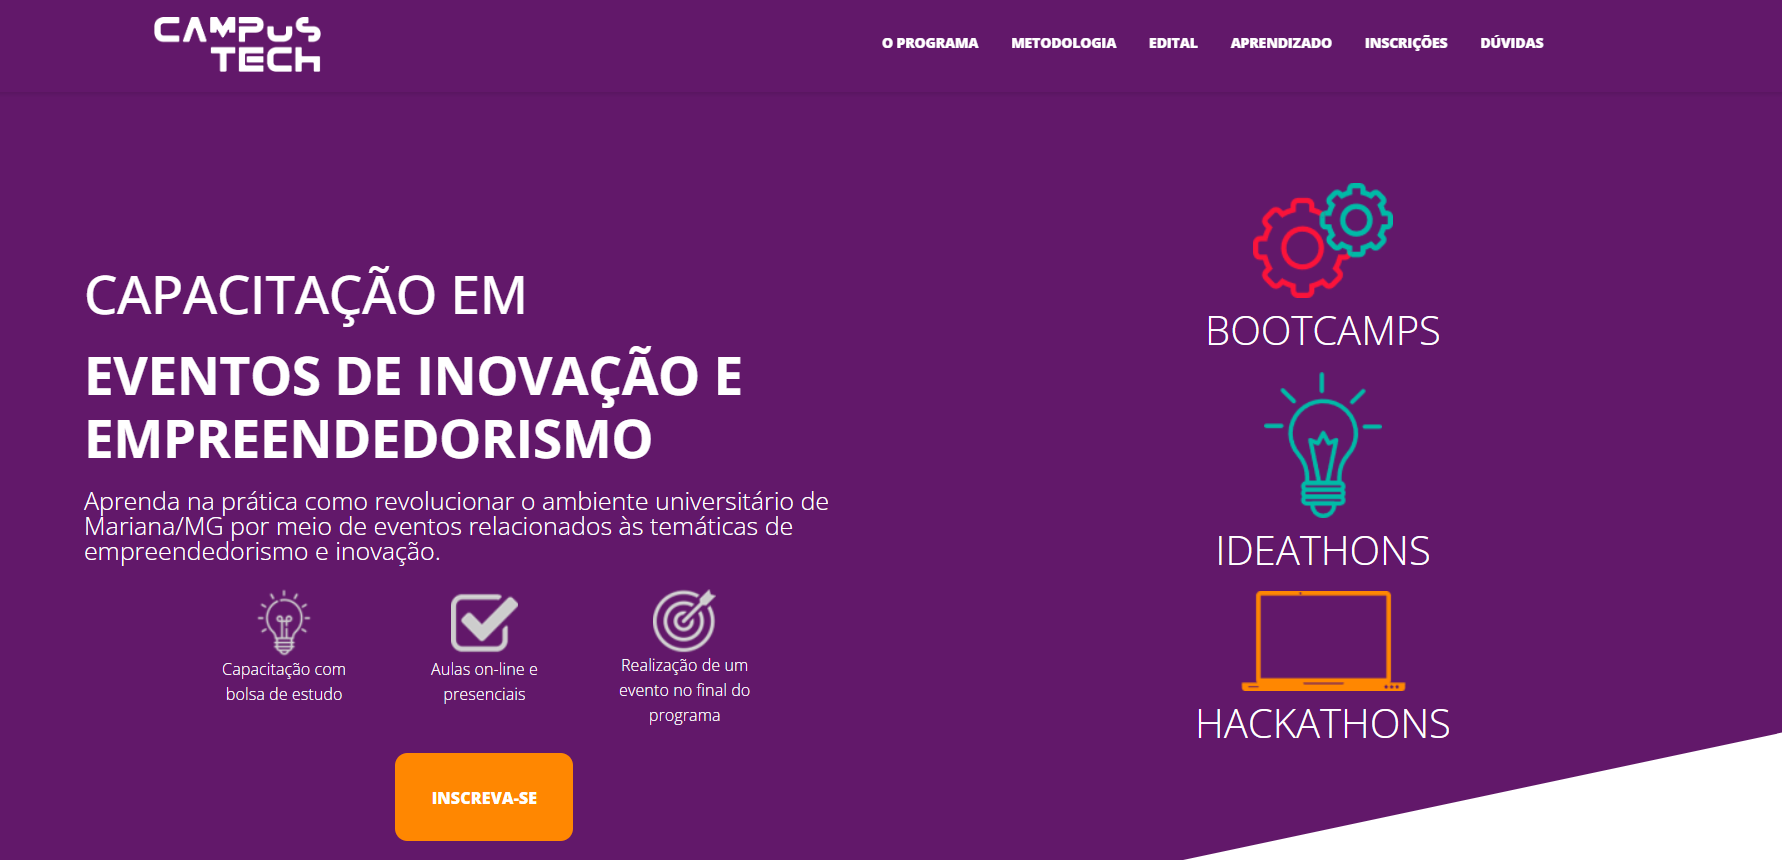 CAMPUS
TECH
O PROGRAMA METODOLOGIA EDITAL APRENDIZADO INSCRIÇÕES DÚVIDAS
CAPACITAÇÃO EM
EVENTOS DE INOVAÇÃO E
EMPREENDEDORISMO
Aprenda na prática como revolucionar o ambiente universitário de
Mariana/MG por meio de eventos relacionados às temáticas de
empreendedorismo e inovação.
Capacitação com
bolsa de estudo
Aulas on-line e
presenciais
Realização de um
evento no final do
programa
INSCREVA-SE
BOOTCAMPS
IDEATHONS
HACKATHONS